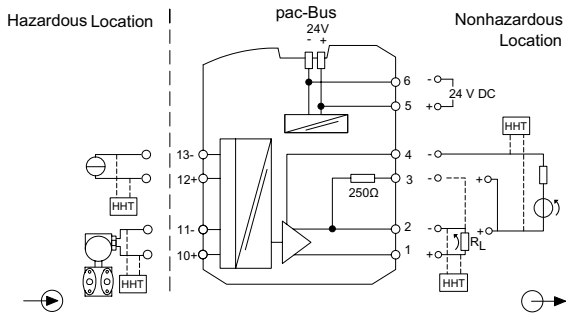 Hazardous Location
pac-Bus
24V
- +
Nonhazardous
Location
6
-
24 V DC
5
+
HHT
13-
12+
4
-
250Ω
3
-
+
HHT
11-
10+
2
-
+
R_L
1
+
HHT
HHT